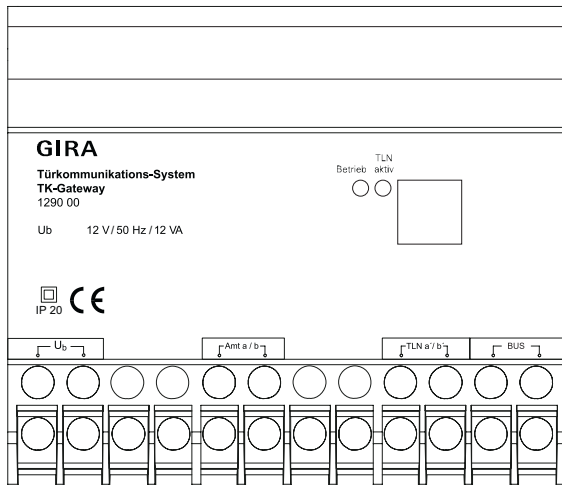 GIRA
Türkommunikations-System
TK-Gateway
1290 00
Ub 12 V / 50 Hz / 12 VA
TLN
Betrieb aktiv
IP 20 CE
Ub Amt a / b TLN a´/ b´ BUS